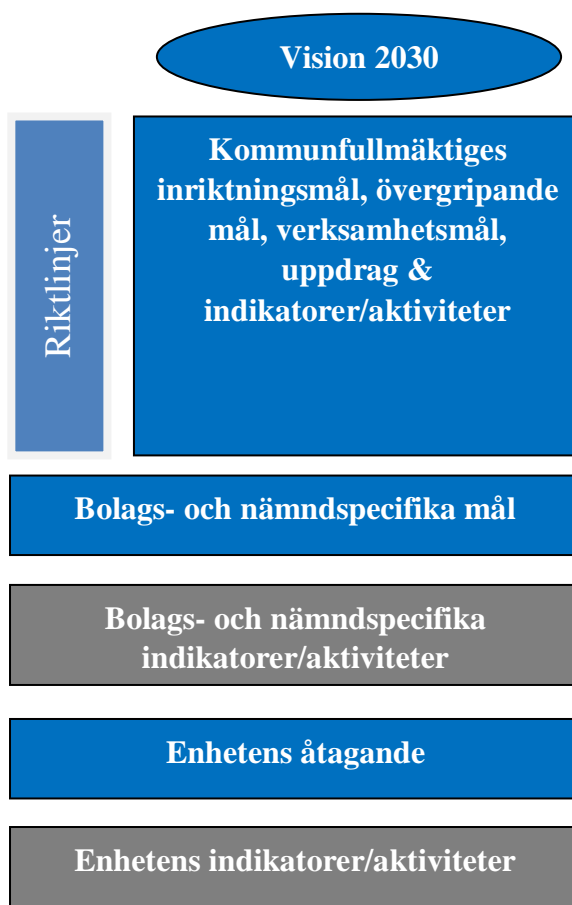 Vision 2030
Riktlinjer
Kommunfullmäktiges
inriktningsmål, övergripande
mål, verksamhetsmål,
uppdrag &
indikatorer/aktiviteter
Bolags- och nämndspecifika mål
Bolags- och nämndspecifika
indikatorer/aktiviteter
Enhetens åtagande
Enhetens indikatorer/aktiviteter